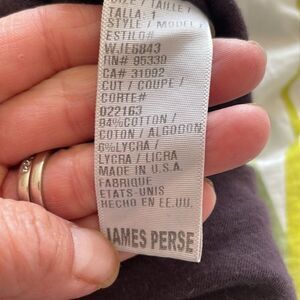 SIZE / TAILLE /
TALLA: 1
STYLE / MODEL /
ESTILO#
WJE6843
RN# 95339
CA# 31092
CUT / COUPE /
CORTE#
022163
94%COTTON /
COTON / ALGODON
6%LYCRA /
LYCRA / LICRA
MADE IN U.S.A.
FABRIQUE
ETATS-UNIS
HECHO EN EE.UU.
JAMES PERSE